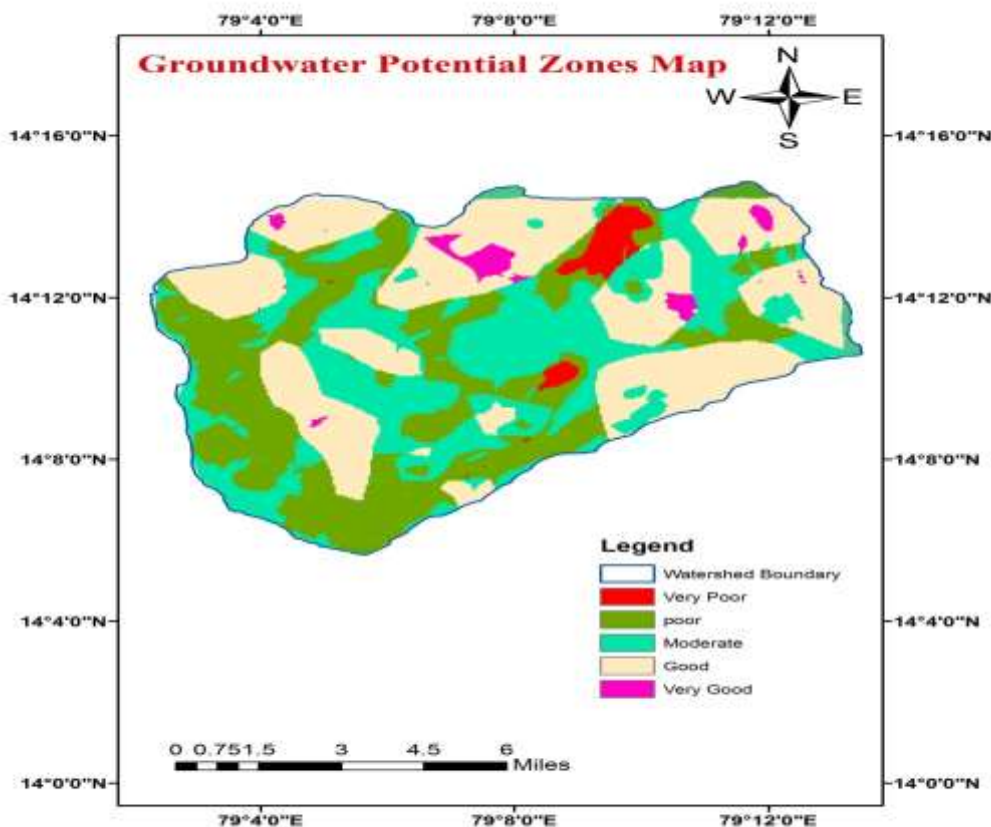 79°4'0"E 79°8'0"E 79°12'0"E
Groundwater Potential Zones Map
N
W E
S
14°16'0"N 14°16'0"N
14°12'0"N 14°12'0"N
14°8'0"N 14°8'0"N
Legend
Watershed Boundary
Very Poor
poor
14°4'0"N 14°4'0"N
Moderate
Good
Very Good
0 0.75 1.5 3 4.5 6
Miles
14°0'0"N 14°0'0"N
79°4'0"E 79°8'0"E 79°12'0"E